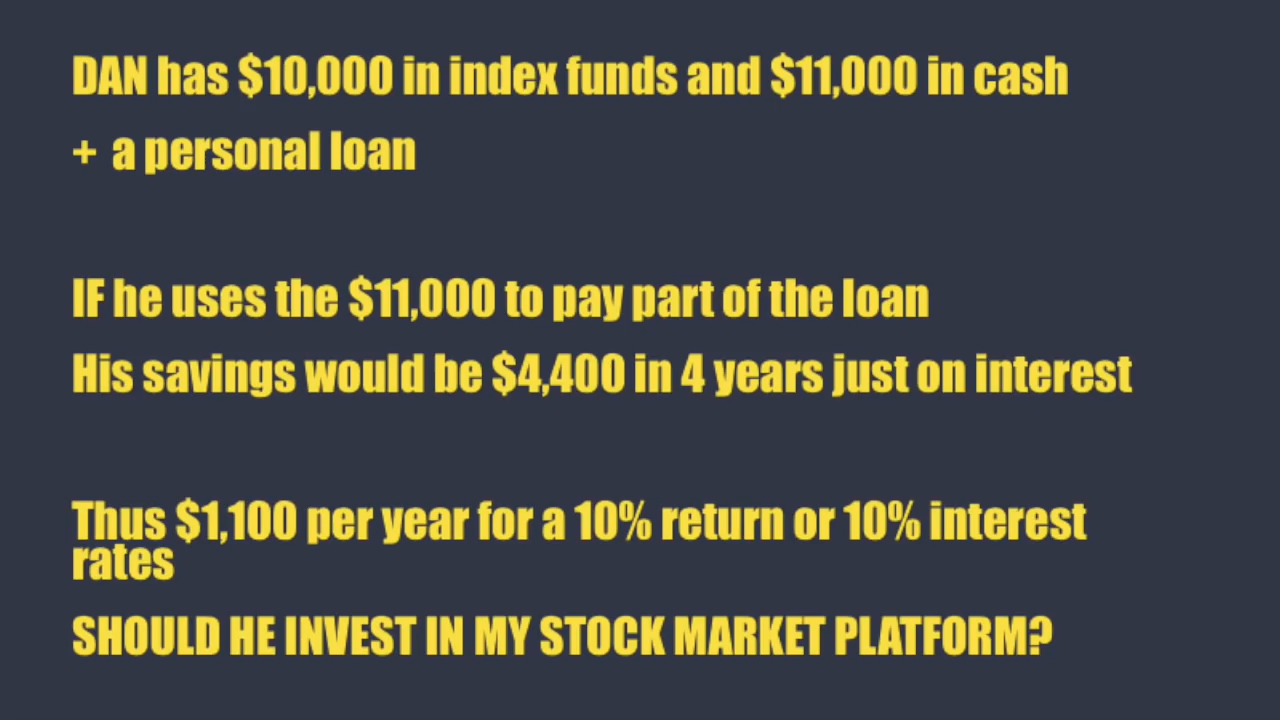 DAN has $10,000 in index funds and $11,000 in cash
+ a personal loan
IF he uses the $11,000 to pay part of the loan
His savings would be $4,400 in 4 years just on interest
Thus $1,100 per year for a 10% return or 10% interest
rates
SHOULD HE INVEST IN MY STOCK MARKET PLATFORM?